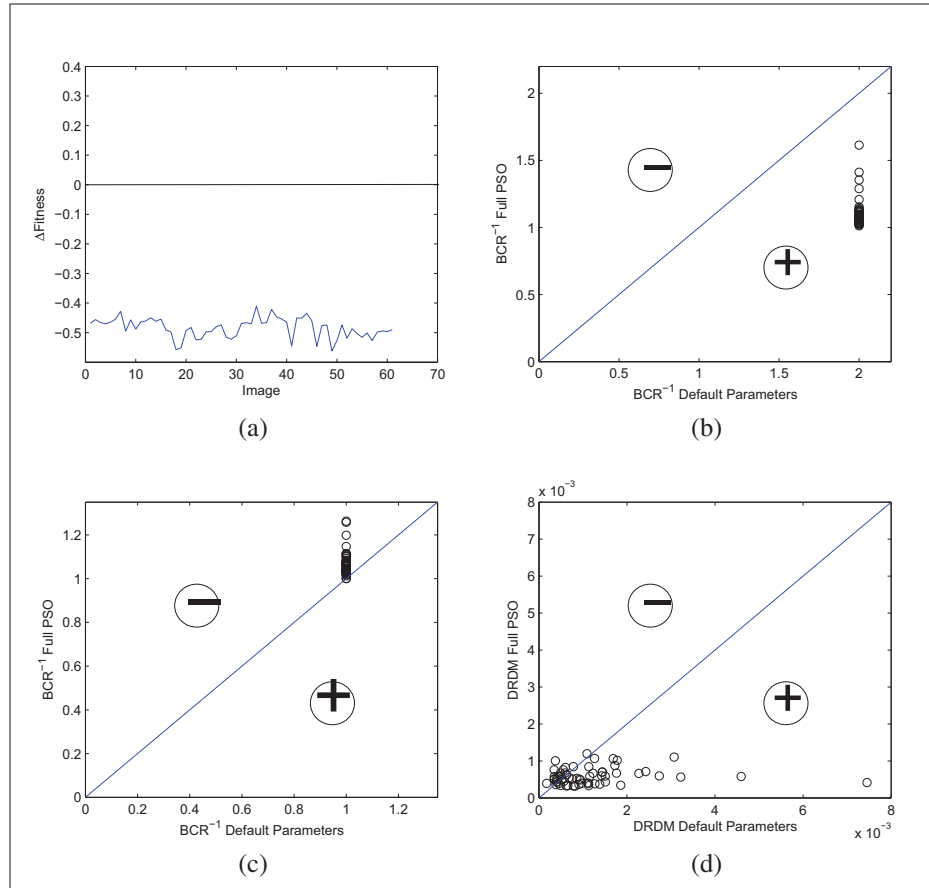 0.4
0.3
0.2
0.1
0
−0.1
−0.2
−0.3
−0.4
−0.5
ΔFitness
0 10 20 30 40 50 60 70
Image
(a)
2
1.5
1
0.5
0
BCR⁻¹ Full PSO
0 0.5 1 1.5 2
BCR⁻¹ Default Parameters
(b)
1.2
1
0.8
0.6
0.4
0.2
0
BCR⁻¹ Full PSO
0 0.2 0.4 0.6 0.8 1 1.2
BCR⁻¹ Default Parameters
(c)
x 10⁻³
8
7
6
5
4
3
2
1
0
DRDM Full PSO
0 2 4 6 8
DRDM Default Parameters
x 10⁻³
(d)